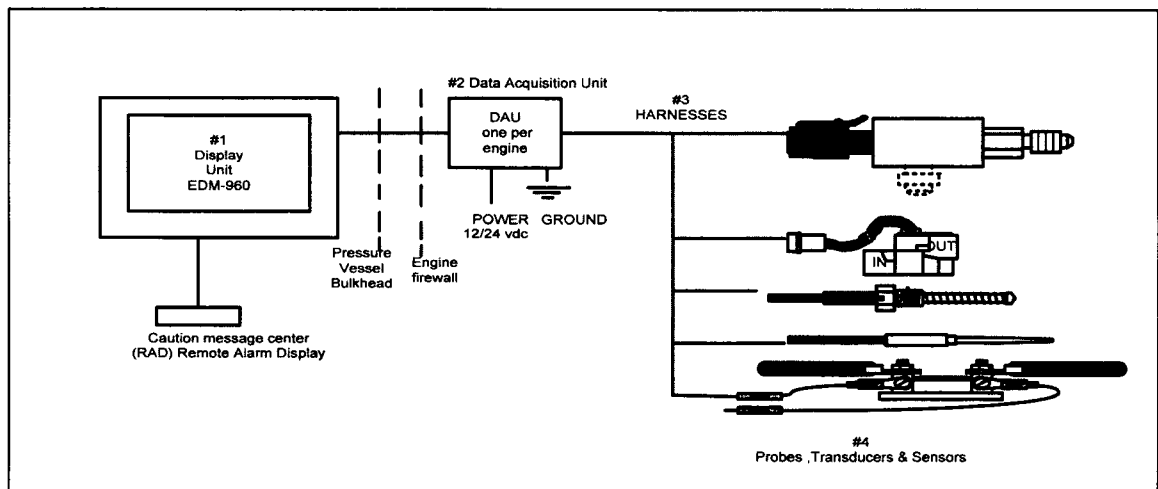 #2 Data Acquisition Unit
#1
Display
Unit
EDM-960
DAU
one per
engine
#3
HARNESSES
POWER
12/24 vdc
GROUND
Pressure
Vessel
Bulkhead
Engine
firewall
IN
OUT
Caution message center
(RAD) Remote Alarm Display
#4
Probes ,Transducers & Sensors